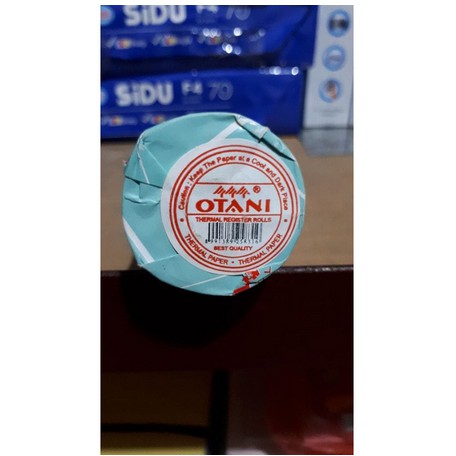 SiDU F4 70
SiDU F4 70
Caution : Keep The Paper at a Cool and Dark Place
OTANI ®
THERMAL REGISTER ROLLS
BEST QUALITY
THERMAL PAPER • THERMAL PAPER